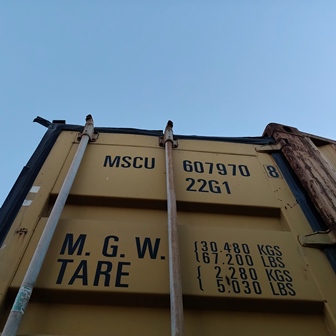 MSCU 607970 8
22G1
M. G. W. {30.480 KGS
{67.200 LBS
TARE { 2.280 KGS
{ 5.030 LBS